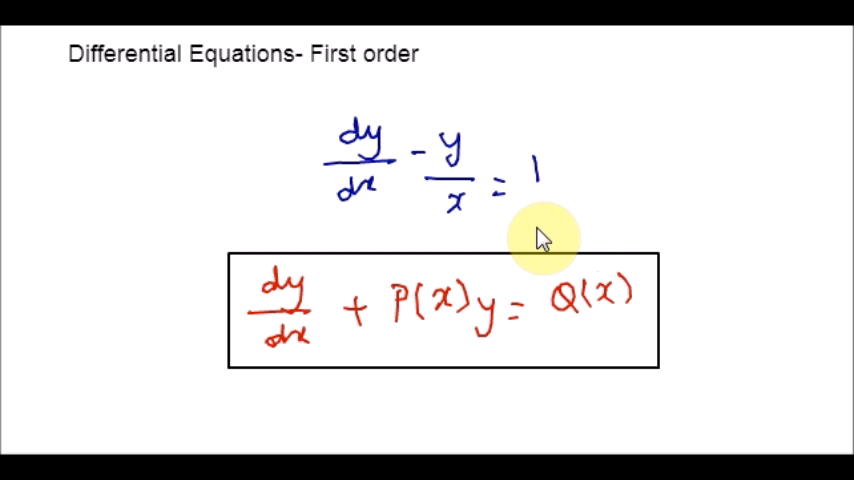 Differential Equations- First order
dy/dx - y/x = 1
dy/dx + P(x)y = Q(x)